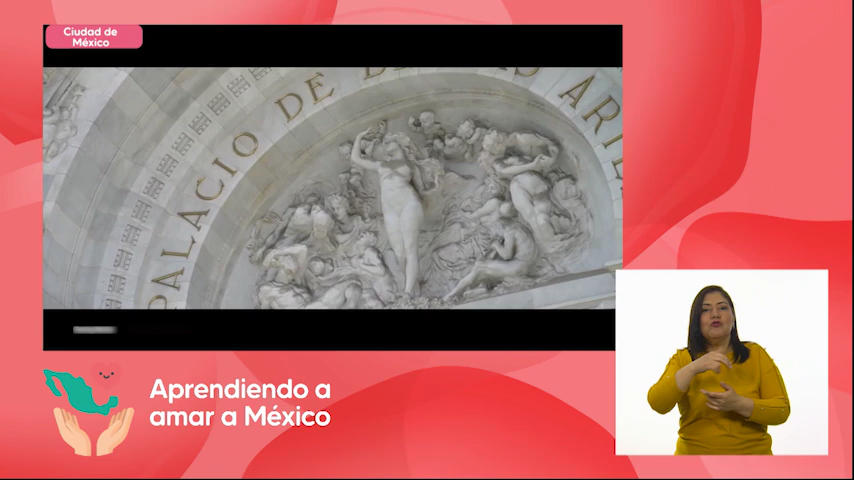 Ciudad de
México
PALACIO DE
Aprendiendo a
amar a México